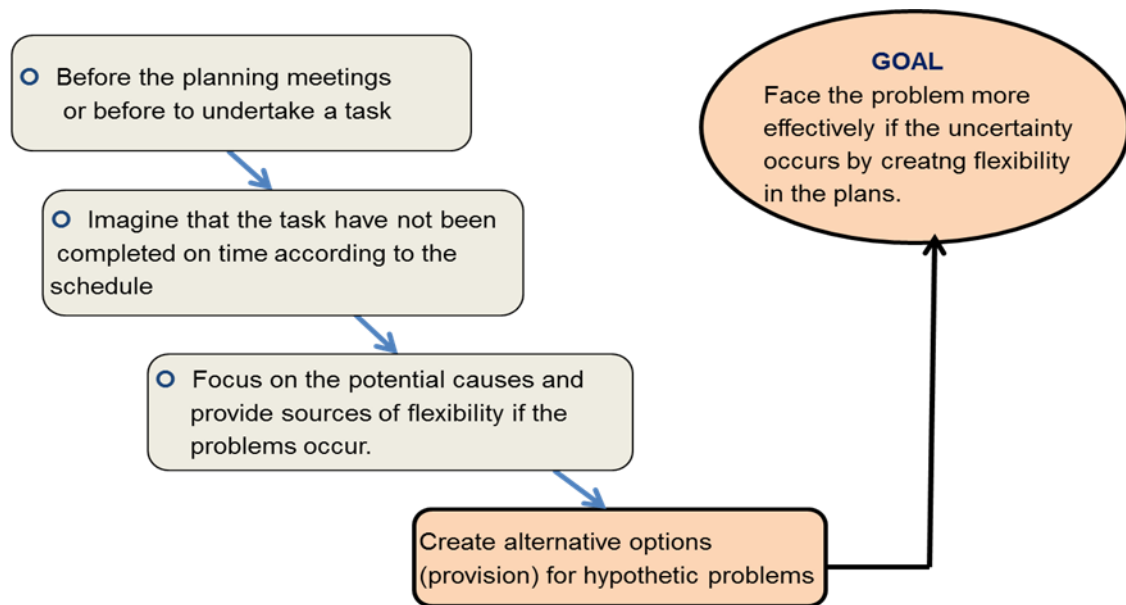 Before the planning meetings
or before to undertake a task
Imagine that the task have not been
completed on time according to the
schedule
Focus on the potential causes and
provide sources of flexibility if the
problems occur.
Create alternative options
(provision) for hypothetic problems
GOAL
Face the problem more
effectively if the uncertainty
occurs by creatng flexibility
in the plans.